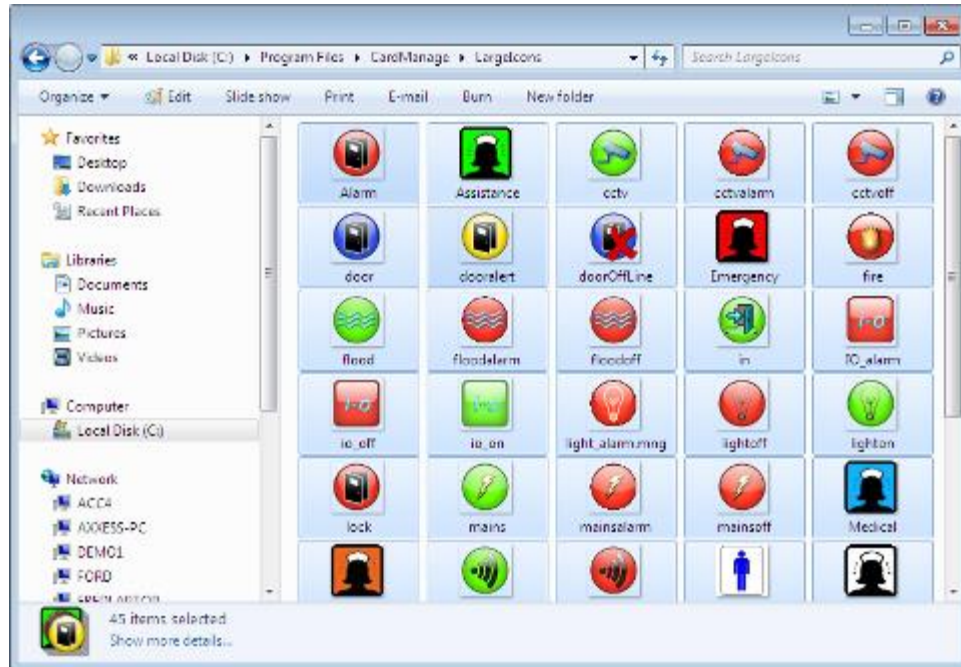 « Local Disk (C:) ▸ Program Files ▸ CardManage ▸ LargeIcons
Search LargeIcons
Organize Edit Slide show Print E-mail Burn New folder
Favorites
Desktop
Downloads
Recent Places
Libraries
Documents
Music
Pictures
Videos
Computer
Local Disk (C:)
Network
ACC4
AXXESS-PC
DEMO1
FORD
Alarm Assistance cctv cctvalarm cctvoff
door dooralert doorOffLine Emergency fire
flood floodalarm floodoff in IO_alarm
io_off io_on light_alarm.mng lightoff lighton
lock mains mainsalarm mainsoff Medical
45 items selected
Show more details...